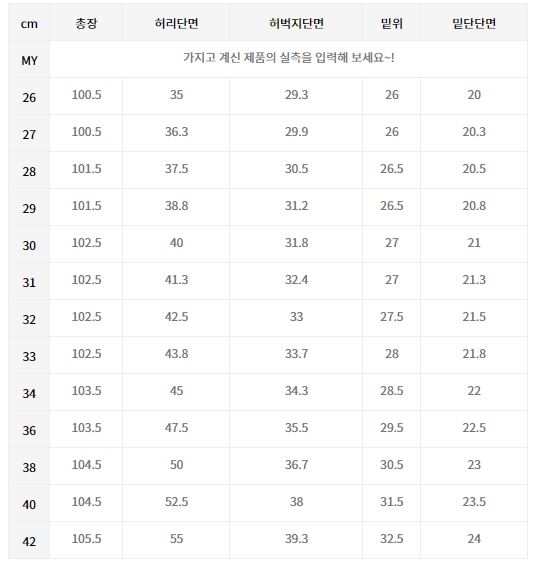 cm 총장 허리단면 허벅지단면 밑위 밑단단면
MY 가지고 계신 제품의 실측을 입력해 보세요~!
26 100.5 35 29.3 26 20
27 100.5 36.3 29.9 26 20.3
28 101.5 37.5 30.5 26.5 20.5
29 101.5 38.8 31.2 26.5 20.8
30 102.5 40 31.8 27 21
31 102.5 41.3 32.4 27 21.3
32 102.5 42.5 33 27.5 21.5
33 102.5 43.8 33.7 28 21.8
34 103.5 45 34.3 28.5 22
36 103.5 47.5 35.5 29.5 22.5
38 104.5 50 36.7 30.5 23
40 104.5 52.5 38 31.5 23.5
42 105.5 55 39.3 32.5 24